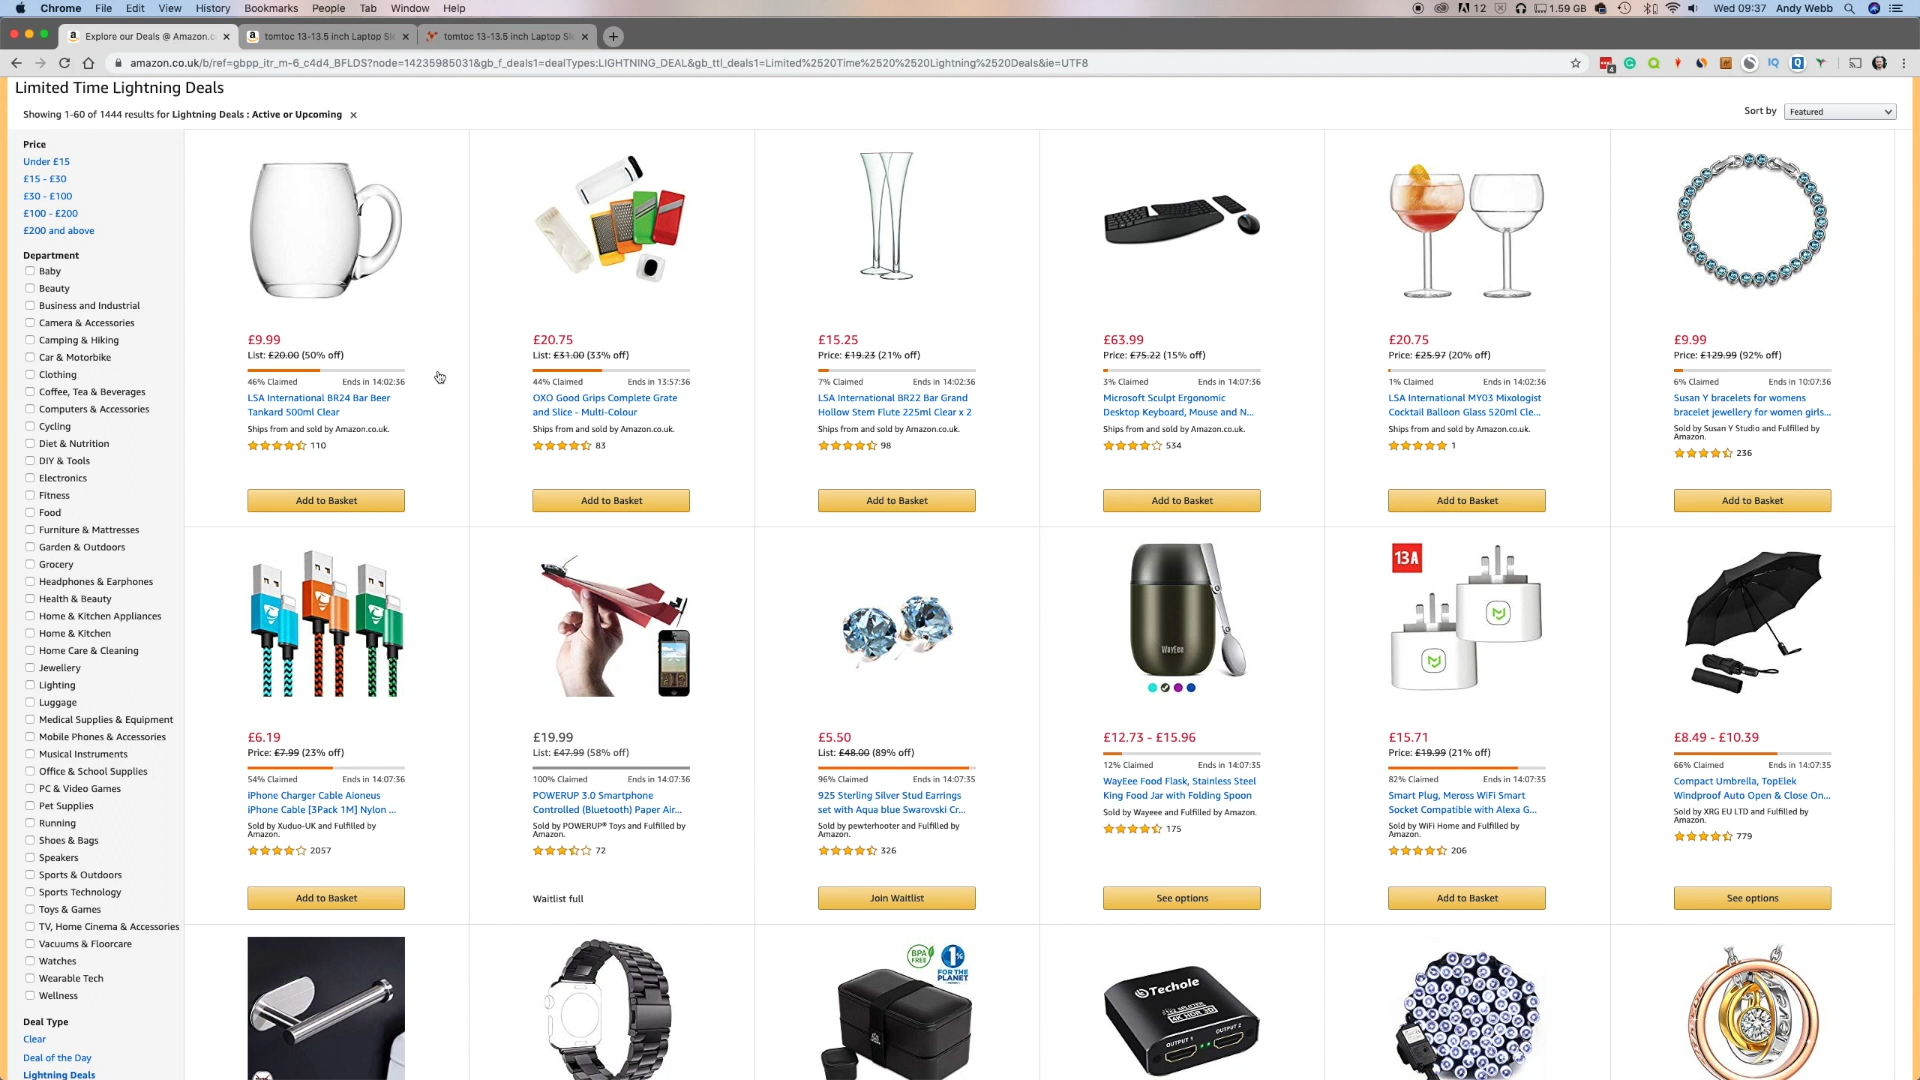 Chrome File Edit View History Bookmarks People Tab Window Help
12 1.59 GB Wed 09:37 Andy Webb
Explore our Deals @ Amazon.c
tomtoc 13-13.5 inch Laptop Sle
tomtoc 13-13.5 inch Laptop Sle
amazon.co.uk/b/ref=gbpp_itr_m-6_c4d4_BFLDS?node=14235985031&gb_f_deals1=dealTypes:LIGHTNING_DEAL&gb_ttl_deals1=Limited%2520Time%2520%2520Lightning%2520Deals&ie=UTF8
Limited Time Lightning Deals
Showing 1-60 of 1444 results for Lightning Deals : Active or Upcoming
Sort by Featured
Price
Under £15
£15 - £30
£30 - £100
£100 - £200
£200 and above
Department
Baby
Beauty
Business and Industrial
Camera & Accessories
Camping & Hiking
Car & Motorbike
Clothing
Coffee, Tea & Beverages
Computers & Accessories
Cycling
Diet & Nutrition
DIY & Tools
Electronics
Fitness
Food
Furniture & Mattresses
Garden & Outdoors
Grocery
Headphones & Earphones
Health & Beauty
Home & Kitchen Appliances
Home & Kitchen
Home Care & Cleaning
Jewellery
Lighting
Luggage
Medical Supplies & Equipment
Mobile Phones & Accessories
Musical Instruments
Office & School Supplies
PC & Video Games
Pet Supplies
Running
Shoes & Bags
Speakers
Sports & Outdoors
Sports Technology
Toys & Games
TV, Home Cinema & Accessories
Vacuums & Floorcare
Watches
Wearable Tech
Wellness
Deal Type
Clear
Deal of the Day
Lightning Deals
£9.99
List: £20.00 (50% off)
46% Claimed Ends in 14:02:36
LSA International BR24 Bar Beer
Tankard 500ml Clear
Ships from and sold by Amazon.co.uk.
110
Add to Basket
£20.75
List: £31.00 (33% off)
44% Claimed Ends in 13:57:36
OXO Good Grips Complete Grate
and Slice - Multi-Colour
Ships from and sold by Amazon.co.uk.
83
Add to Basket
£15.25
Price: £19.23 (21% off)
7% Claimed Ends in 14:02:36
LSA International BR22 Bar Grand
Hollow Stem Flute 225ml Clear x 2
Ships from and sold by Amazon.co.uk.
98
Add to Basket
£63.99
Price: £75.22 (15% off)
3% Claimed Ends in 14:07:36
Microsoft Sculpt Ergonomic
Desktop Keyboard, Mouse and N...
Ships from and sold by Amazon.co.uk.
534
Add to Basket
£20.75
Price: £25.97 (20% off)
1% Claimed Ends in 14:02:36
LSA International MY03 Mixologist
Cocktail Balloon Glass 520ml Cle...
Ships from and sold by Amazon.co.uk.
1
Add to Basket
£9.99
Price: £129.99 (92% off)
6% Claimed Ends in 10:07:36
Susan Y bracelets for womens
bracelet jewellery for women girls...
Sold by Susan Y Studio and Fulfilled by
Amazon.
236
Add to Basket
£6.19
Price: £7.99 (23% off)
54% Claimed Ends in 14:07:36
iPhone Charger Cable Aioneus
iPhone Cable [3Pack 1M] Nylon ...
Sold by Xuduo-UK and Fulfilled by
Amazon.
2057
Add to Basket
£19.99
List: £47.99 (58% off)
100% Claimed Ends in 14:07:36
POWERUP 3.0 Smartphone
Controlled (Bluetooth) Paper Air...
Sold by POWERUP® Toys and Fulfilled by
Amazon.
72
Waitlist full
£5.50
List: £48.00 (89% off)
96% Claimed Ends in 14:07:35
925 Sterling Silver Stud Earrings
set with Aqua blue Swarovski Cr...
Sold by pewterhooter and Fulfilled by
Amazon.
326
Join Waitlist
WayEee
£12.73 - £15.96
12% Claimed Ends in 14:07:35
WayEee Food Flask, Stainless Steel
King Food Jar with Folding Spoon
Sold by Wayeee and Fulfilled by Amazon.
175
See options
13A
£15.71
Price: £19.99 (21% off)
82% Claimed Ends in 14:07:35
Smart Plug, Meross WiFi Smart
Socket Compatible with Alexa G...
Sold by WiFi Home and Fulfilled by
Amazon.
206
Add to Basket
£8.49 - £10.39
66% Claimed Ends in 14:07:35
Compact Umbrella, TopElek
Windproof Auto Open & Close On...
Sold by XRG EU LTD and Fulfilled by
Amazon.
779
See options
BPA
FREE
1%
FOR THE
PLANET
Techole
SPLITTER
4K HDR 3D
OUTPUT 1 OUTPUT 2